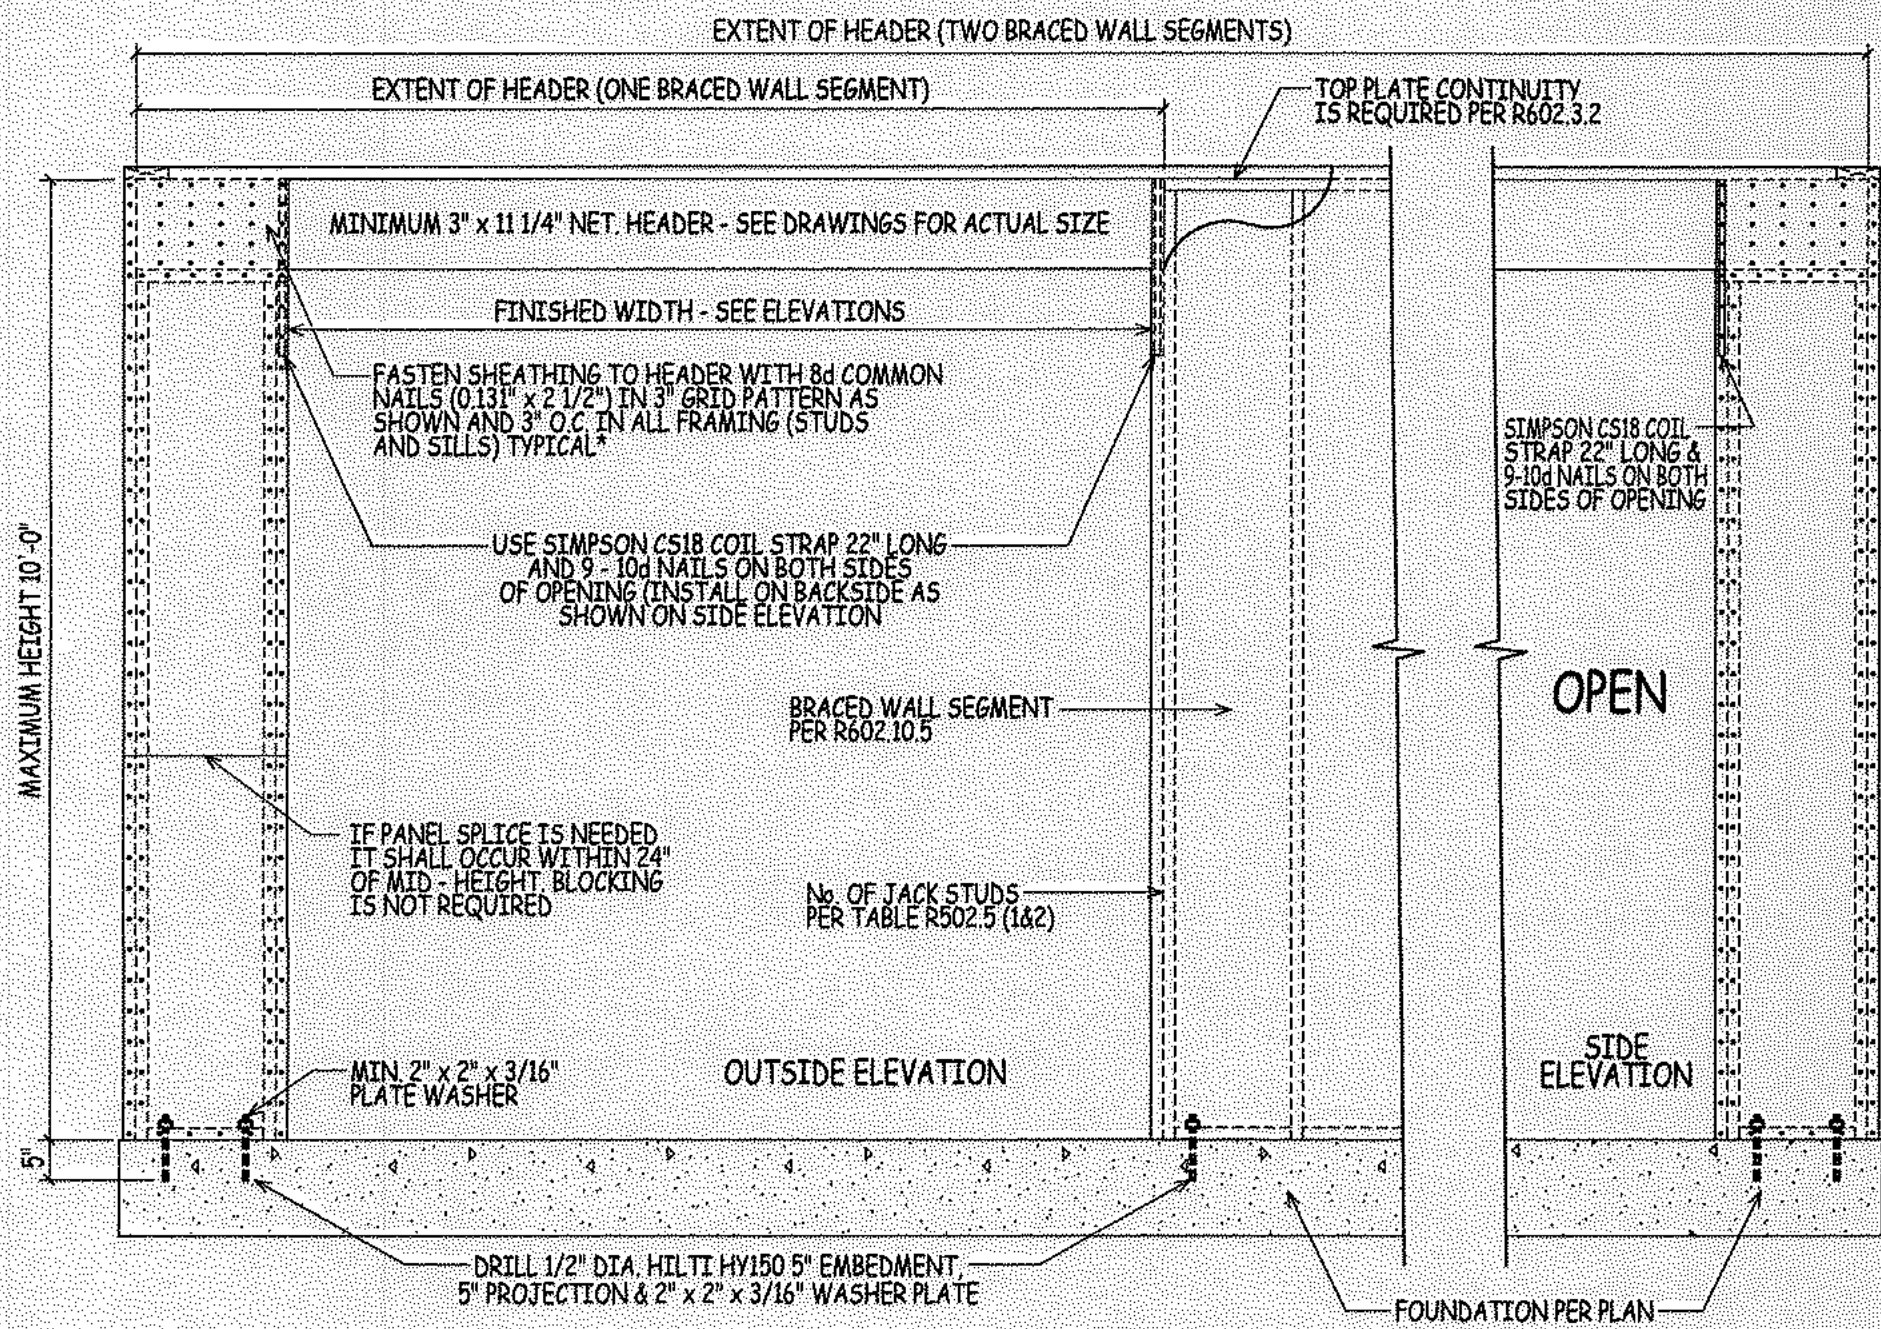 EXTENT OF HEADER (TWO BRACED WALL SEGMENTS)
EXTENT OF HEADER (ONE BRACED WALL SEGMENT)
TOP PLATE CONTINUITY
IS REQUIRED PER R602.3.2
MINIMUM 3" x 11 1/4" NET. HEADER - SEE DRAWINGS FOR ACTUAL SIZE
FINISHED WIDTH - SEE ELEVATIONS
FASTEN SHEATHING TO HEADER WITH 8d COMMON
NAILS (0.131" x 2 1/2") IN 3" GRID PATTERN AS
SHOWN AND 3" O.C. IN ALL FRAMING (STUDS
AND SILLS) TYPICAL*
SIMPSON CS18 COIL
STRAP 22" LONG &
9-10d NAILS ON BOTH
SIDES OF OPENING
USE SIMPSON CS18 COIL STRAP 22" LONG
AND 9 - 10d NAILS ON BOTH SIDES
OF OPENING (INSTALL ON BACKSIDE AS
SHOWN ON SIDE ELEVATION
MAXIMUM HEIGHT 10'-0"
OPEN
BRACED WALL SEGMENT
PER R602.10.5
IF PANEL SPLICE IS NEEDED
IT SHALL OCCUR WITHIN 24"
OF MID - HEIGHT. BLOCKING
IS NOT REQUIRED
No. OF JACK STUDS
PER TABLE R502.5 (1&2)
MIN. 2" x 2" x 3/16"
PLATE WASHER
OUTSIDE ELEVATION
SIDE
ELEVATION
5"
DRILL 1/2" DIA. HILTI HY150 5" EMBEDMENT,
5" PROJECTION & 2" x 2" x 3/16" WASHER PLATE
FOUNDATION PER PLAN